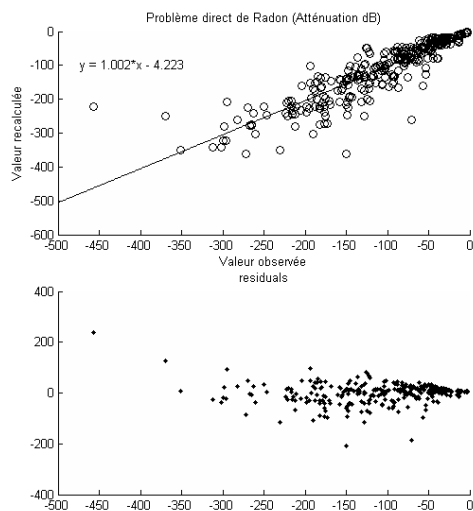 Problème direct de Radon (Atténuation dB)
0
-100
-200
-300
-400
-500
-600
Valeur recalculée
y = 1.002*x - 4.223
-500 -450 -400 -350 -300 -250 -200 -150 -100 -50 0
Valeur observée
residuals
400
200
0
-200
-400
-500 -450 -400 -350 -300 -250 -200 -150 -100 -50 0